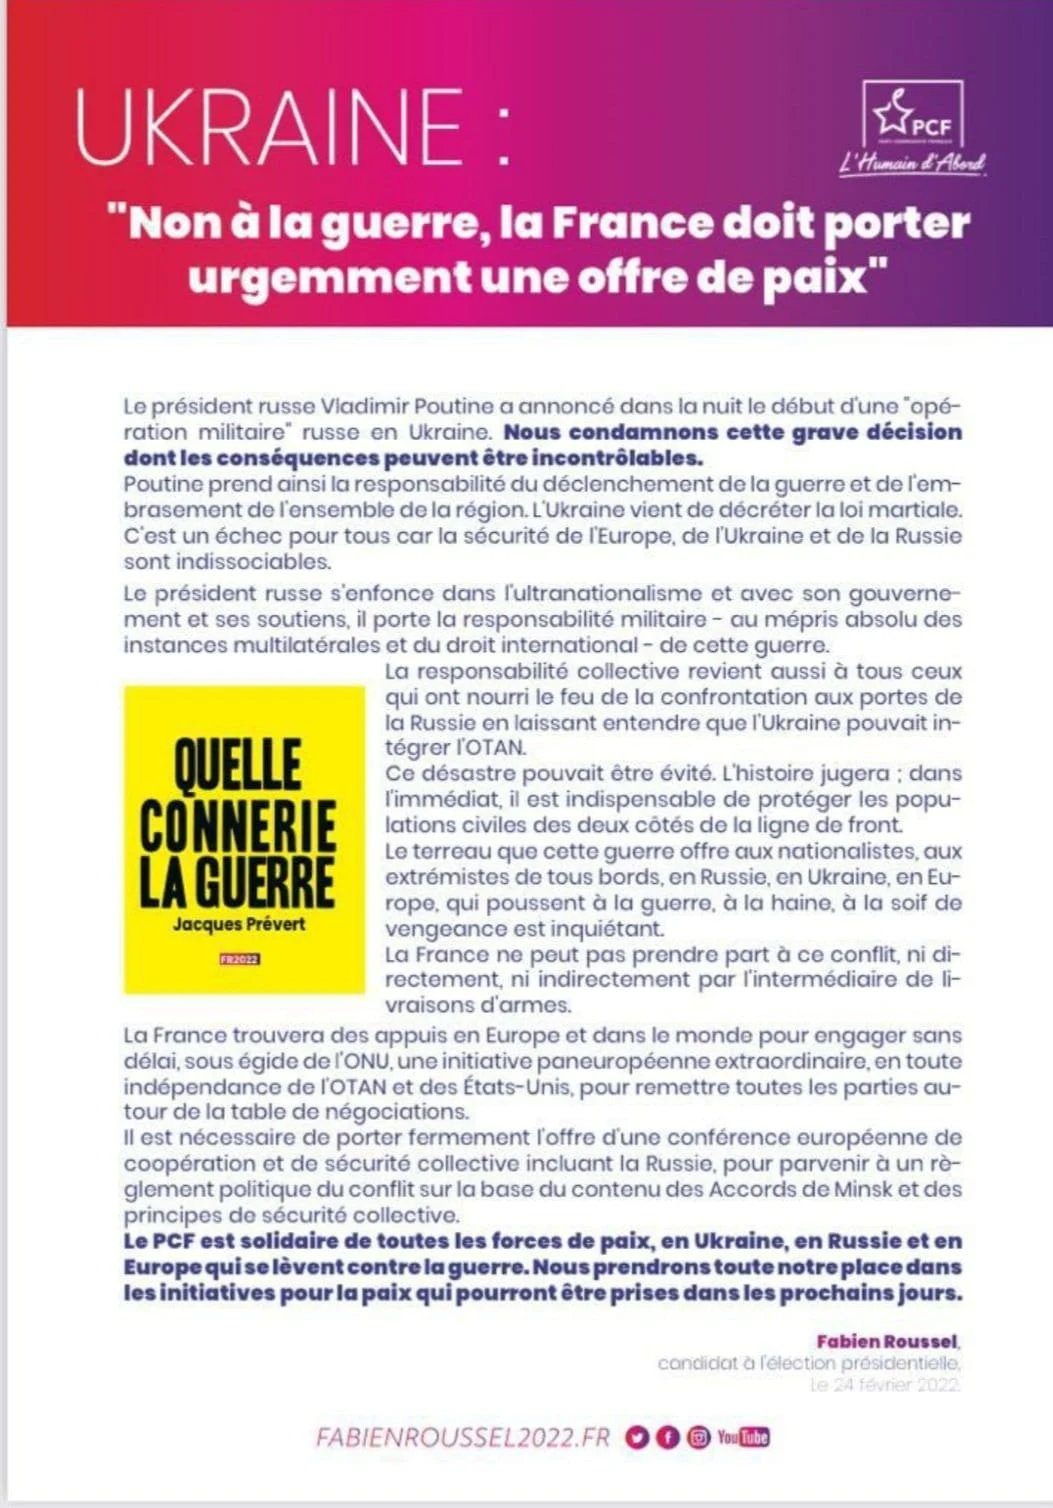 UKRAINE :
PCF
L'Humain d'Abord
"Non à la guerre, la France doit porter
urgemment une offre de paix"
Le président russe Vladimir Poutine a annoncé dans la nuit le début d'une "opé-
ration militaire" russe en Ukraine. Nous condamnons cette grave décision
dont les conséquences peuvent être incontrôlables.
Poutine prend ainsi la responsabilité du déclenchement de la guerre et de l'em-
brasement de l'ensemble de la région. L'Ukraine vient de décréter la loi martiale.
C'est un échec pour tous car la sécurité de l'Europe, de l'Ukraine et de la Russie
sont indissociables.
Le président russe s'enfonce dans l'ultranationalisme et avec son gouverne-
ment et ses soutiens, il porte la responsabilité militaire - au mépris absolu des
instances multilatérales et du droit international - de cette guerre.
La responsabilité collective revient aussi à tous ceux
qui ont nourri le feu de la confrontation aux portes de
la Russie en laissant entendre que l'Ukraine pouvait in-
tégrer l'OTAN.
Ce désastre pouvait être évité. L'histoire jugera ; dans
l'immédiat, il est indispensable de protéger les popu-
lations civiles des deux côtés de la ligne de front.
Le terreau que cette guerre offre aux nationalistes, aux
extrémistes de tous bords, en Russie, en Ukraine, en Eu-
rope, qui poussent à la guerre, à la haine, à la soif de
vengeance est inquiétant.
La France ne peut pas prendre part à ce conflit, ni di-
rectement, ni indirectement par l'intermédiaire de li-
vraisons d'armes.
QUELLE
CONNERIE
LA GUERRE
Jacques Prévert
FR2022
La France trouvera des appuis en Europe et dans le monde pour engager sans
délai, sous égide de l'ONU, une initiative paneuropéenne extraordinaire, en toute
indépendance de l'OTAN et des États-Unis, pour remettre toutes les parties au-
tour de la table de négociations.
Il est nécessaire de porter fermement l'offre d'une conférence européenne de
coopération et de sécurité collective incluant la Russie, pour parvenir à un rè-
glement politique du conflit sur la base du contenu des Accords de Minsk et des
principes de sécurité collective.
Le PCF est solidaire de toutes les forces de paix, en Ukraine, en Russie et en
Europe qui se lèvent contre la guerre. Nous prendrons toute notre place dans
les initiatives pour la paix qui pourront être prises dans les prochains jours.
Fabien Roussel,
candidat à l'élection présidentielle,
Le 24 février 2022.
FABIENROUSSEL2022.FR YouTube